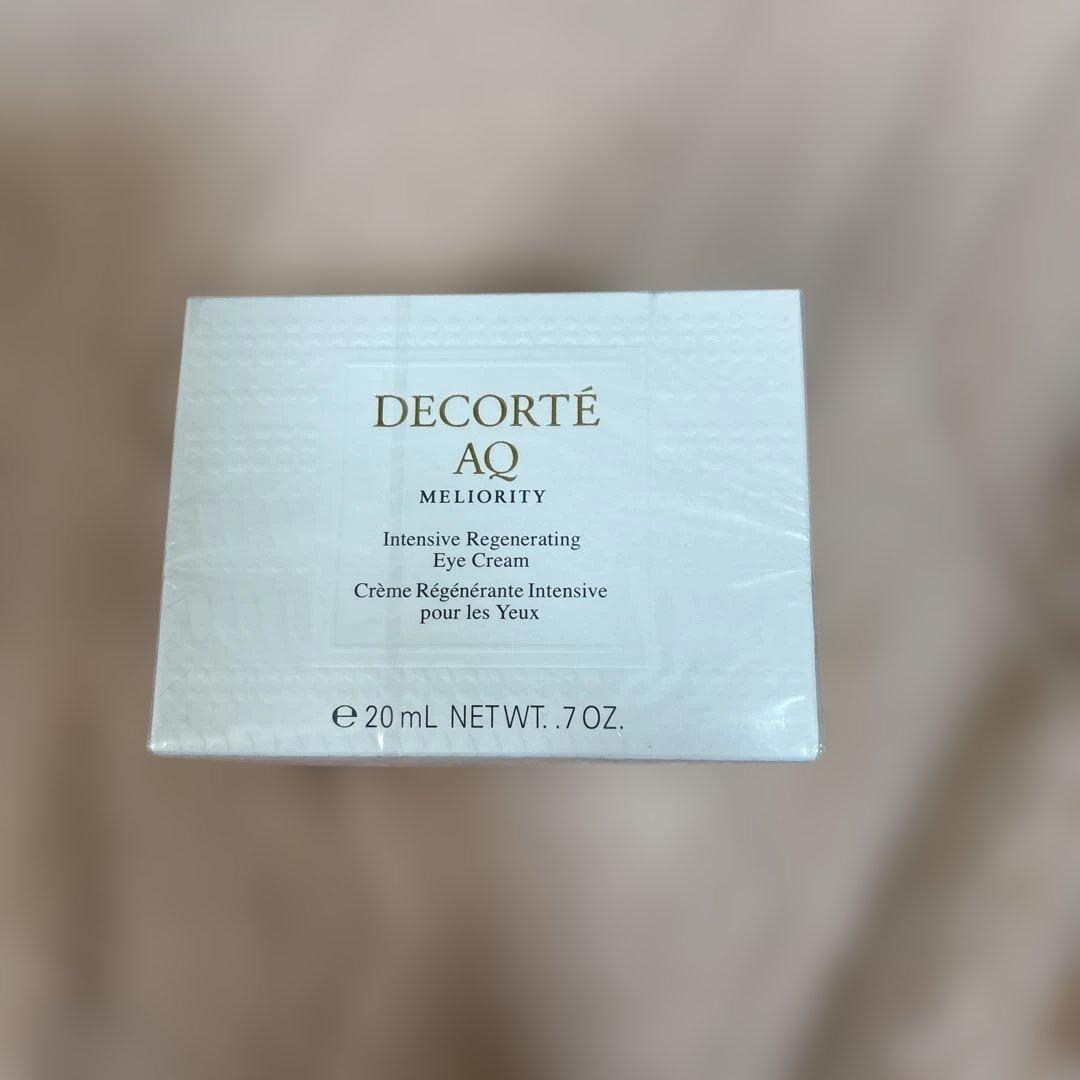 DECORTÉ
AQ
MELIORITY
Intensive Regenerating
Eye Cream
Crème Régénérante Intensive
pour les Yeux
℮ 20 mL NET WT. .7 OZ.